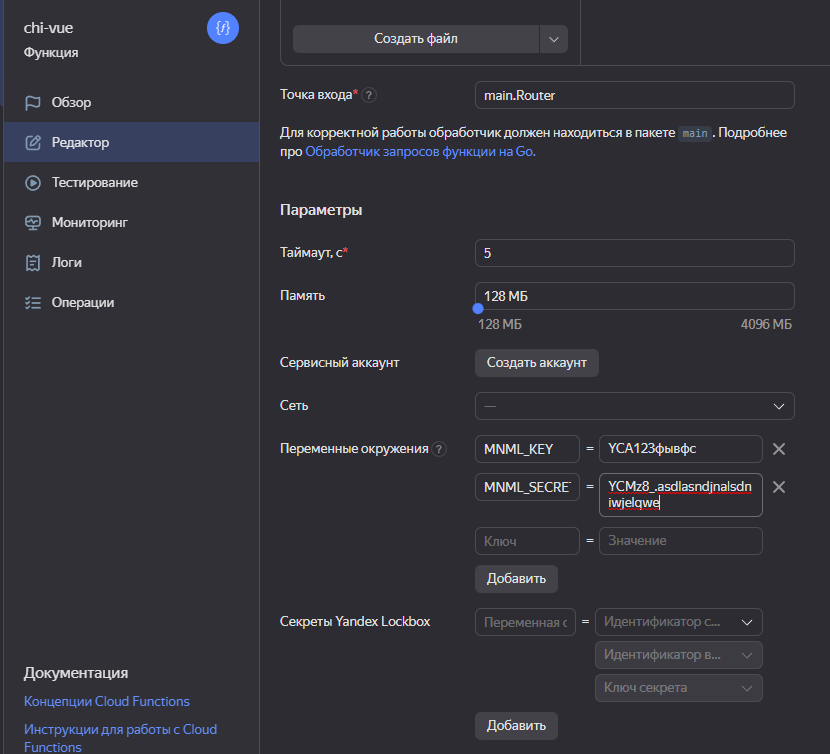 chi-vue
{ƒ}
Функция
Обзор
Редактор
Тестирование
Мониторинг
Логи
Операции
Документация
Концепции Cloud Functions
Инструкции для работы с Cloud
Functions
Создать файл
Точка входа* ?
main.Router
Для корректной работы обработчик должен находиться в пакете main. Подробнее
про Обработчик запросов функции на Go.
Параметры
Таймаут, с*
5
Память
128 МБ
128 МБ
4096 МБ
Сервисный аккаунт
Создать аккаунт
Сеть
—
Переменные окружения ?
MNML_KEY = YCA123фывфс
MNML_SECRE = YCMz8_.asdlasndjnalsdn
iwjelqwe
Ключ = Значение
Добавить
Секреты Yandex Lockbox
Переменная с = Идентификатор с...
Идентификатор в...
Ключ секрета
Добавить